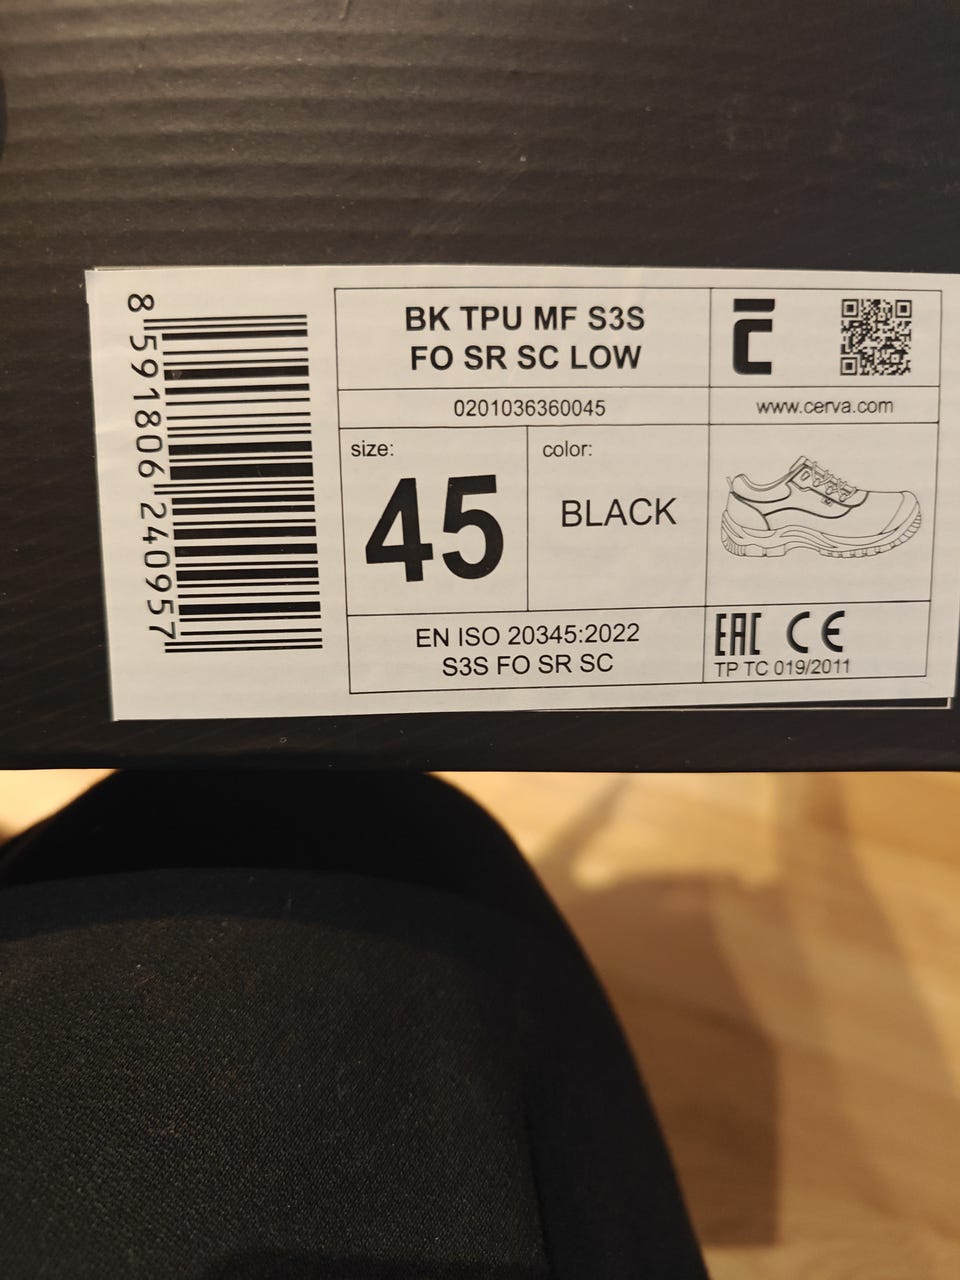 8 591806 240957
BK TPU MF S3S
FO SR SC LOW
0201036360045
www.cerva.com
size:
45
color:
BLACK
EN ISO 20345:2022
S3S FO SR SC
EAC CE
TP TC 019/2011